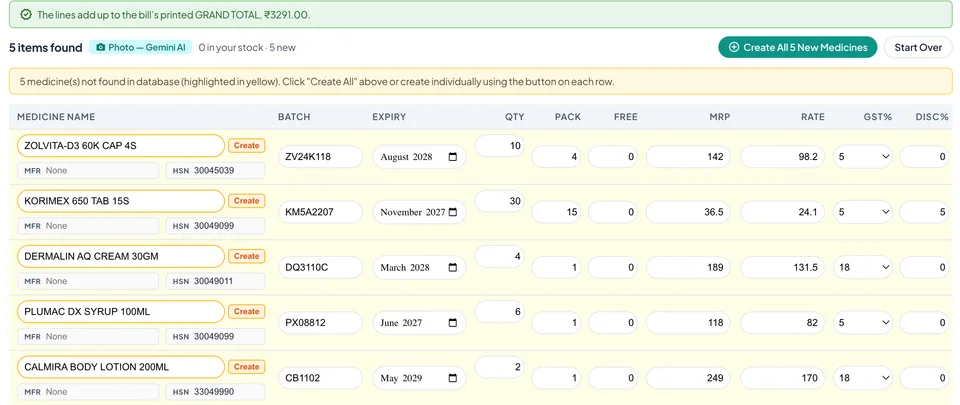 The lines add up to the bill's printed GRAND TOTAL, ₹3291.00.
5 items found Photo — Gemini AI 0 in your stock · 5 new Create All 5 New Medicines Start Over
5 medicine(s) not found in database (highlighted in yellow). Click "Create All" above or create individually using the button on each row.
MEDICINE NAME BATCH EXPIRY QTY PACK FREE MRP RATE GST% DISC%
ZOLVITA-D3 60K CAP 4S Create ZV24K118 August 2028 10 4 0 142 98.2 5 0
MFR None HSN 30045039
KORIMEX 650 TAB 15S Create KM5A2207 November 2027 30 15 0 36.5 24.1 5 5
MFR None HSN 30049099
DERMALIN AQ CREAM 30GM Create DQ3110C March 2028 4 1 0 189 131.5 18 0
MFR None HSN 30049011
PLUMAC DX SYRUP 100ML Create PX08812 June 2027 6 1 0 118 82 5 0
MFR None HSN 30049099
CALMIRA BODY LOTION 200ML Create CB1102 May 2029 2 1 0 249 170 18 0
MFR None HSN 33049990